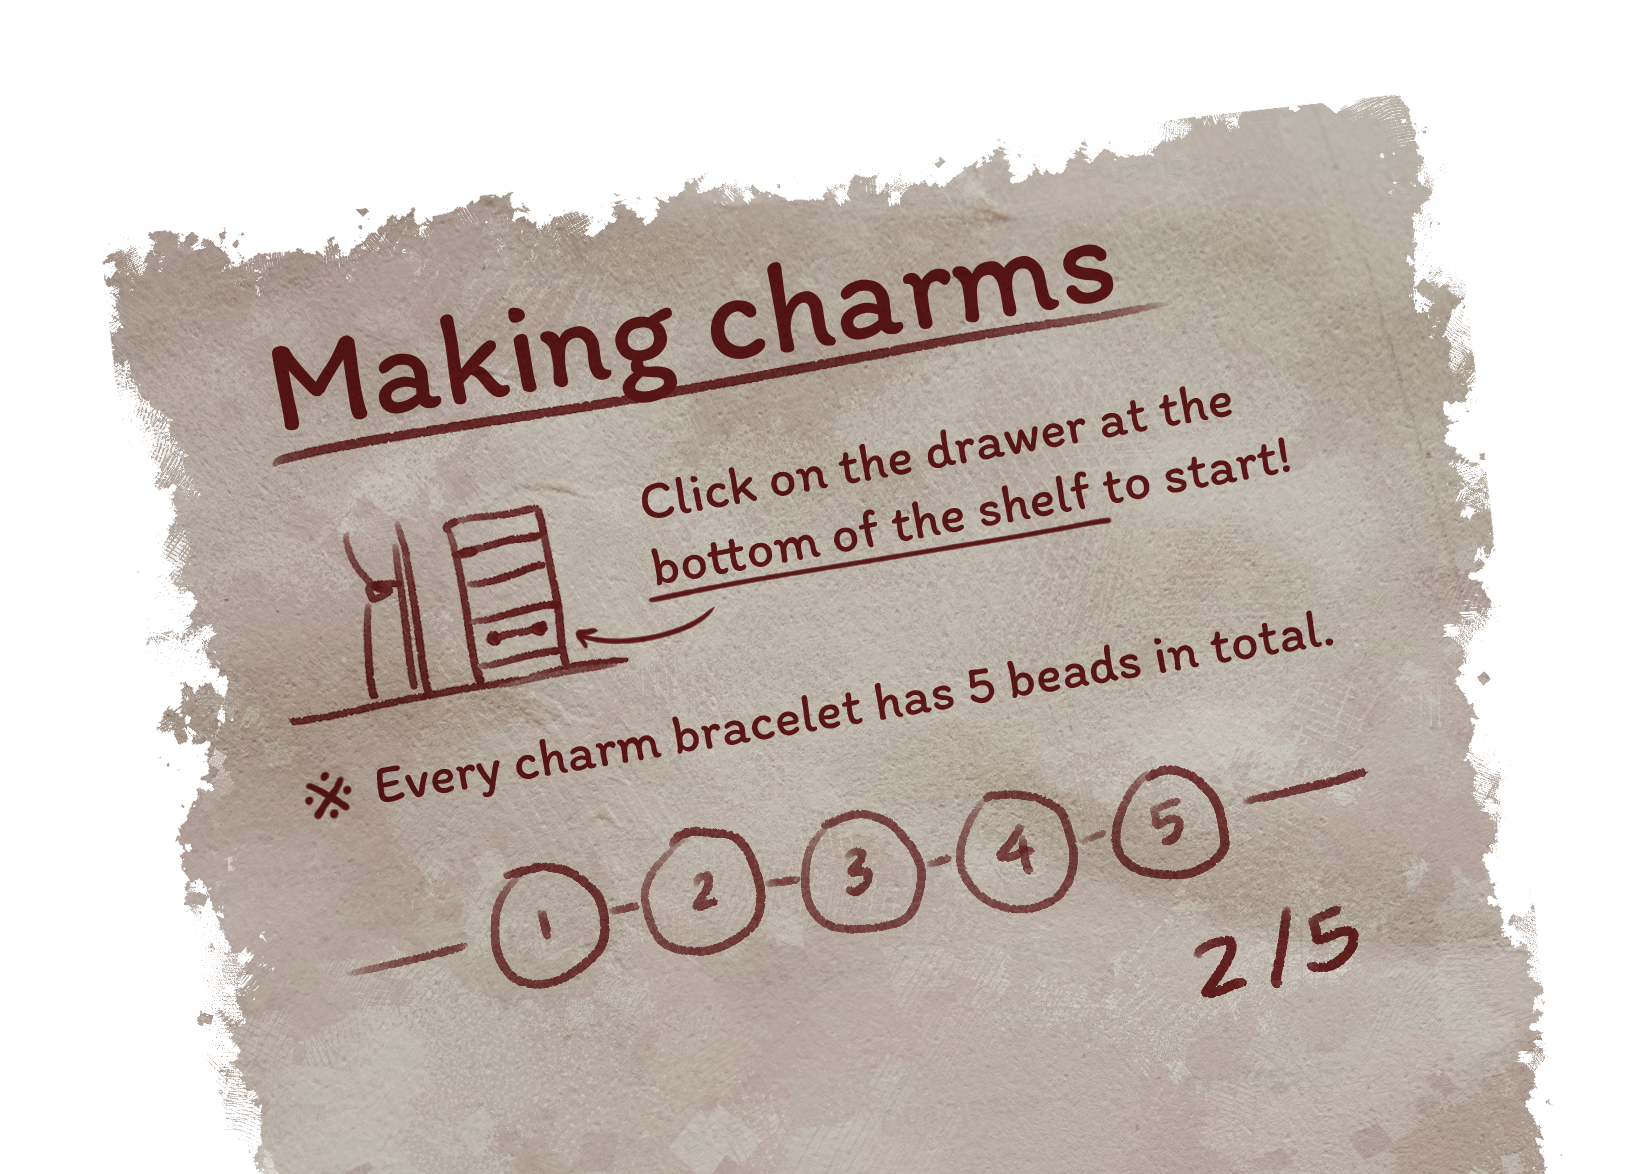 Making charms
Click on the drawer at the
bottom of the shelf to start!
※ Every charm bracelet has 5 beads in total.
1 2 3 4 5
2/5